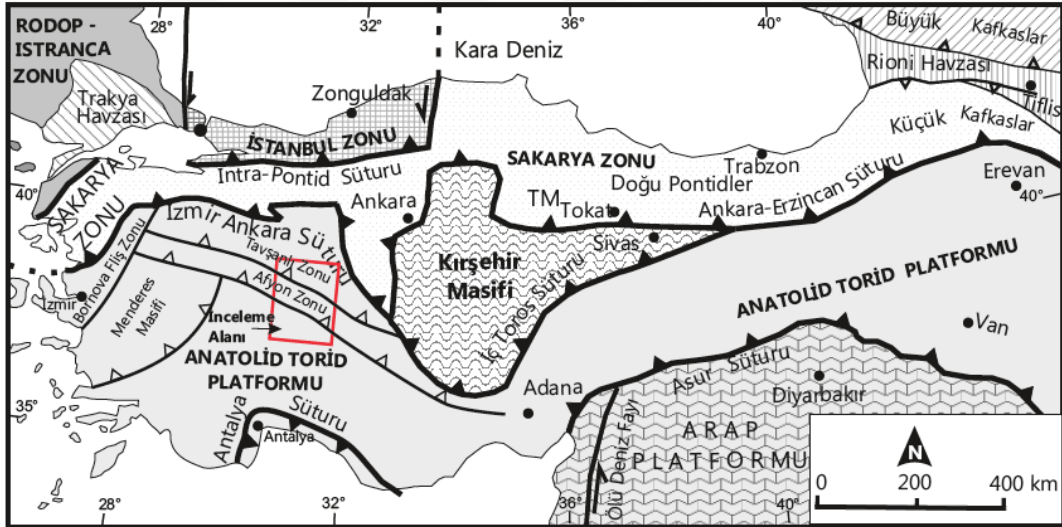 28°
32°
36°
40°
RODOP -
ISTRANCA
ZONU
Trakya
Havzası
Zonguldak
Kara Deniz
Büyük Kafkaslar
Rioni Havzası
Tiflis
İSTANBUL ZONU
Küçük Kafkaslar
Intra-Pontid Süturu
SAKARYA ZONU
Trabzon
Doğu Pontidler
Erevan
40°
40°
SAKARYA
ZONU
Ankara
TM
Tokat
Ankara-Erzincan Süturu
İzmir Ankara Süturu
Sivas
Tavşanlı Zonu
Afyon Zonu
Bornova Filiş Zonu
İzmir
Menderes
Masifi
Kırşehir
Masifi
İç Toros Süturu
ANATOLİD TORİD PLATFORMU
Van
İnceleme
Alanı
ANATOLİD TORİD
PLATFORMU
Adana
Asur Süturu
Diyarbakır
35°
Antalya Süturu
Antalya
Ölü Deniz Fayı
ARAP
PLATFORMU
N
0 200 400 km
28°
32°
36°
40°